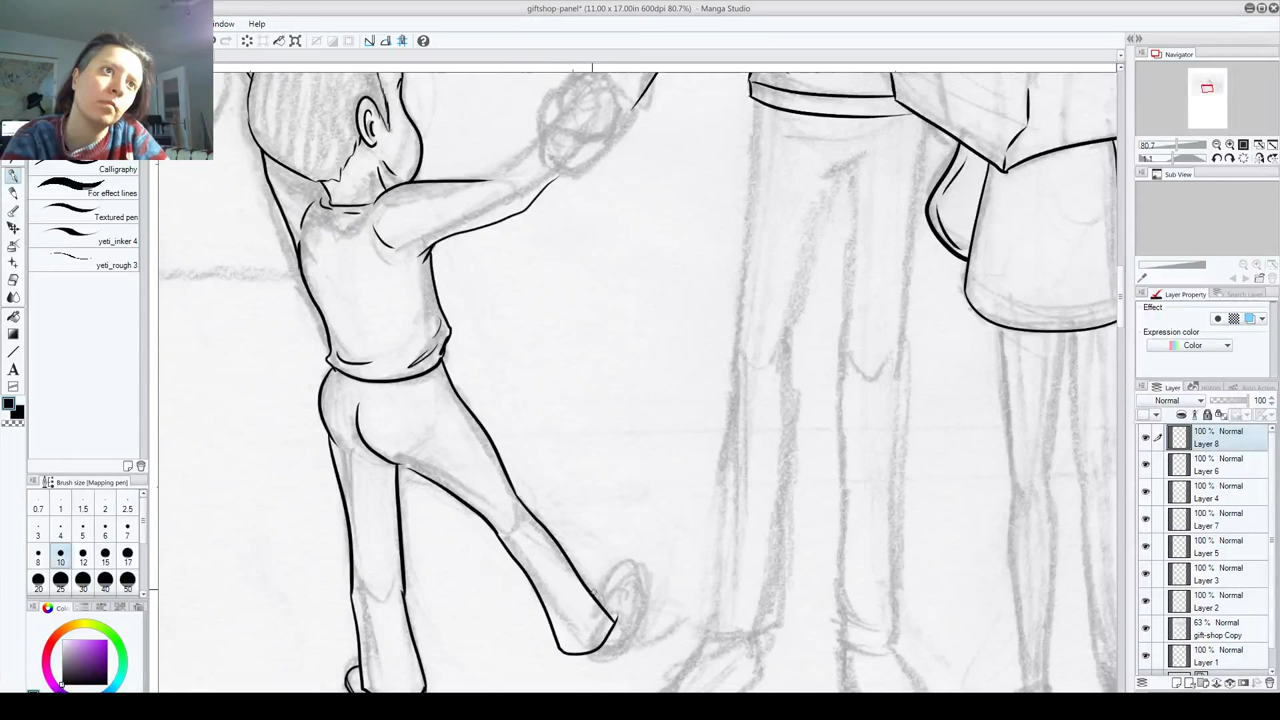 giftshop-panel* (11.00 x 17.00in 600dpi 80.7%) - Manga Studio
indow Help
Navigator
80.7
Sub View
Calligraphy
For effect lines
Textured pen
yeti_inker 4
yeti_rough 3
Layer Property
Search Layer
Effect
Expression color
Color
Layer
History
Auto Action
Normal 100
100 % Normal
Layer 8
100 % Normal
Layer 6
100 % Normal
Layer 4
100 % Normal
Layer 7
100 % Normal
Layer 5
100 % Normal
Layer 3
100 % Normal
Layer 2
63 % Normal
gift-shop Copy
100 % Normal
Layer 1
Brush size [Mapping pen]
0.7 1 1.5 2 2.5
3 4 5 6 7
8 10 12 15 17
20 25 30 40 50